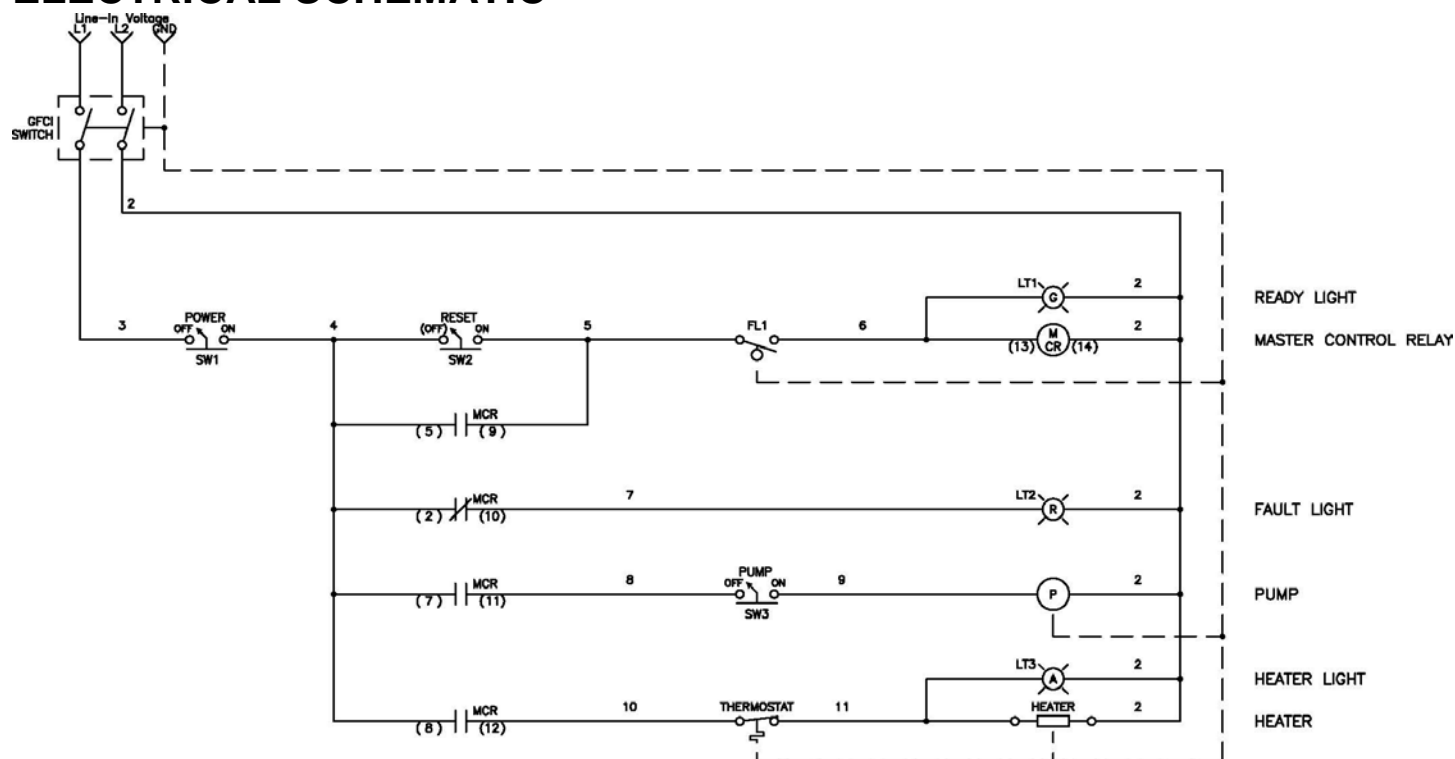 ELECTRICAL SCHEMATIC
Line-In Voltage
L1 L2 GND
GFCI
SWITCH
2
LT1 G 2 READY LIGHT
3 POWER OFF ON SW1 4 RESET (OFF) ON SW2 5 FL1 6 (13) M CR (14) 2 MASTER CONTROL RELAY
MCR
(5) (9)
MCR 7 LT2 R 2 FAULT LIGHT
(2) (10)
MCR 8 PUMP OFF ON SW3 9 P 2 PUMP
(7) (11)
LT3 A 2 HEATER LIGHT
MCR 10 THERMOSTAT 11 HEATER 2 HEATER
(8) (12)